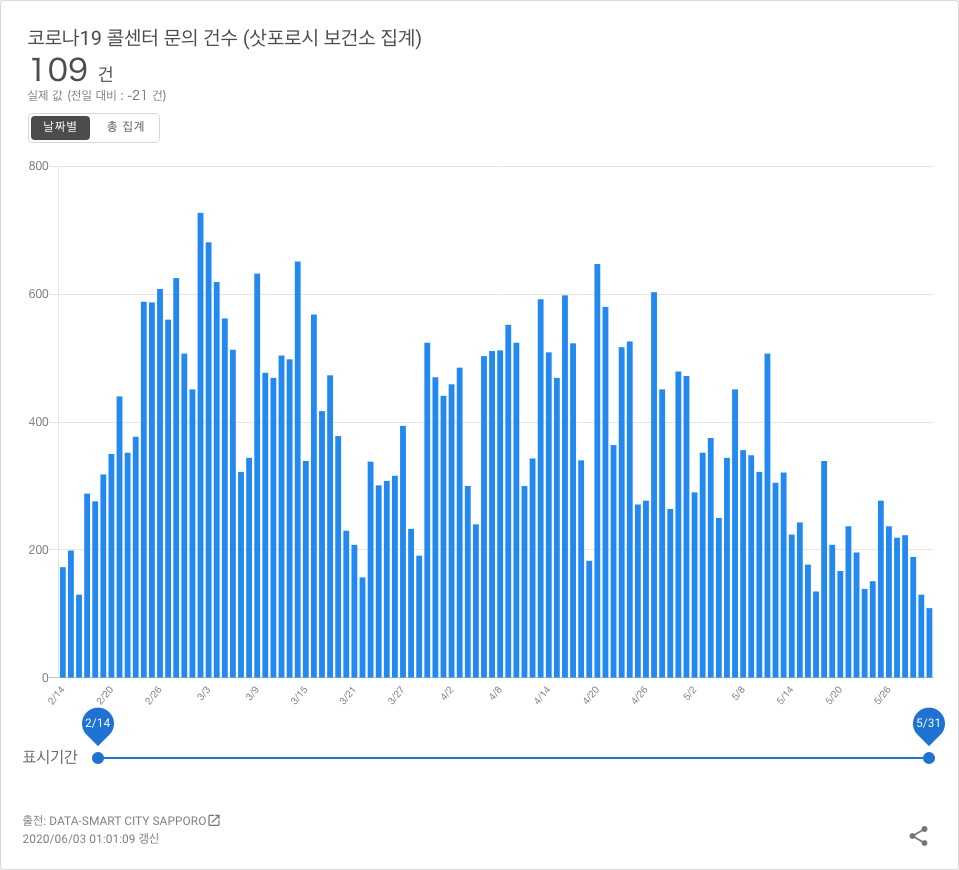 코로나19 콜센터 문의 건수 (삿포로시 보건소 집계)
109 건
실제 값 (전일 대비 : -21 건)
날짜별 총 집계
800
600
400
200
0
2/14 2/20 2/26 3/3 3/9 3/15 3/21 3/27 4/2 4/8 4/14 4/20 4/26 5/2 5/8 5/14 5/20 5/26
2/14 5/31
표시기간
출전: DATA-SMART CITY SAPPORO
2020/06/03 01:01:09 갱신